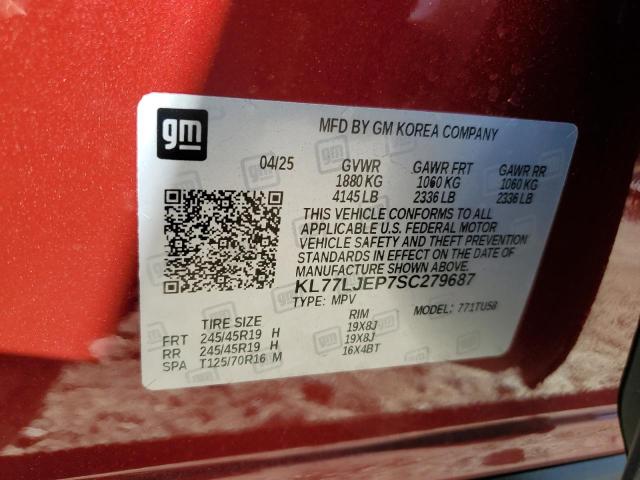 gm
MFD BY GM KOREA COMPANY
04/25 GVWR GAWR FRT GAWR RR
1880 KG 1060 KG 1060 KG
4145 LB 2336 LB 2336 LB
THIS VEHICLE CONFORMS TO ALL
APPLICABLE U.S. FEDERAL MOTOR
VEHICLE SAFETY AND THEFT PREVENTION
STANDARDS IN EFFECT ON THE DATE OF
MANUFACTURE SHOWN ABOVE.
KL77LJEP7SC279687
TYPE: MPV MODEL: 771TU58
TIRE SIZE RIM
FRT 245/45R19 H 19X8J
RR 245/45R19 H 19X8J
SPA T125/70R16 M 16X4BT